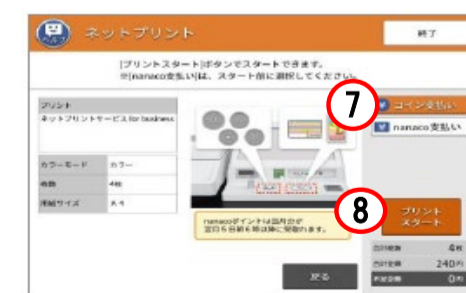 ヘルプ
ネットプリント
終了
[プリントスタート]ボタンでスタートできます。
※[nanaco支払い]は、スタート前に選択してください。
7
コイン支払い
nanaco支払い
プリント
ネットプリントサービス for business
カラーモード カラー
枚数 4枚
用紙サイズ A4
nanacoポイントは当月分が
翌月5日朝6時以降に受取れます。
8
プリント
スタート
戻る
合計枚数 4枚
合計金額 240円
0円